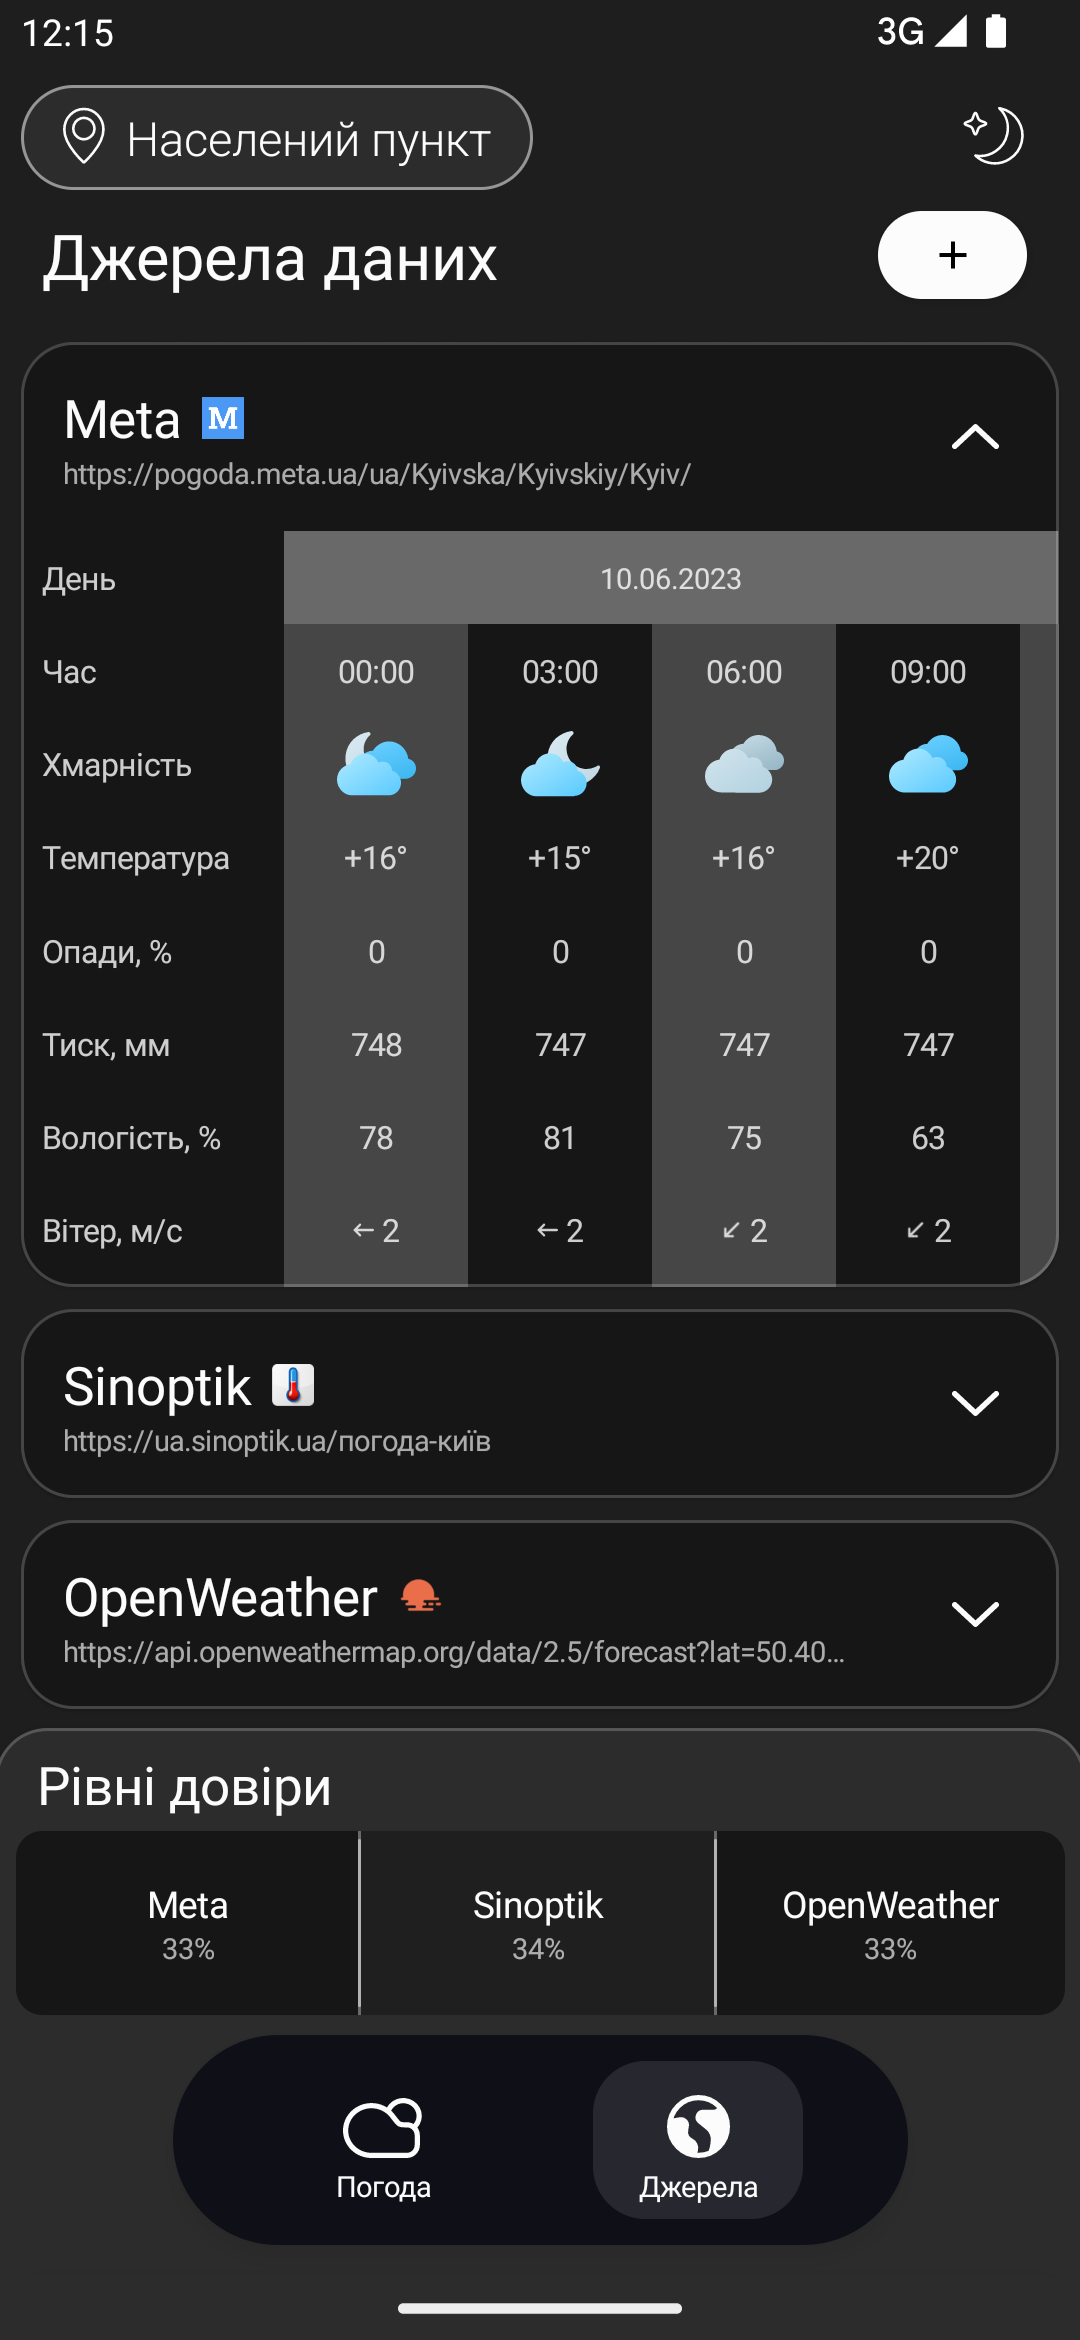 12:15 3G
Населений пункт
Джерела даних
+
Meta M
https://pogoda.meta.ua/ua/Kyivska/Kyivskiy/Kyiv/
День 10.06.2023
Час 00:00 03:00 06:00 09:00
Хмарність
Температура +16° +15° +16° +20°
Опади, % 0 0 0 0
Тиск, мм 748 747 747 747
Вологість, % 78 81 75 63
Вітер, м/с ← 2 ← 2 ↙ 2 ↙ 2
Sinoptik
https://ua.sinoptik.ua/погода-київ
OpenWeather
https://api.openweathermap.org/data/2.5/forecast?lat=50.40...
Рівні довіри
Meta Sinoptik OpenWeather
33% 34% 33%
Погода Джерела